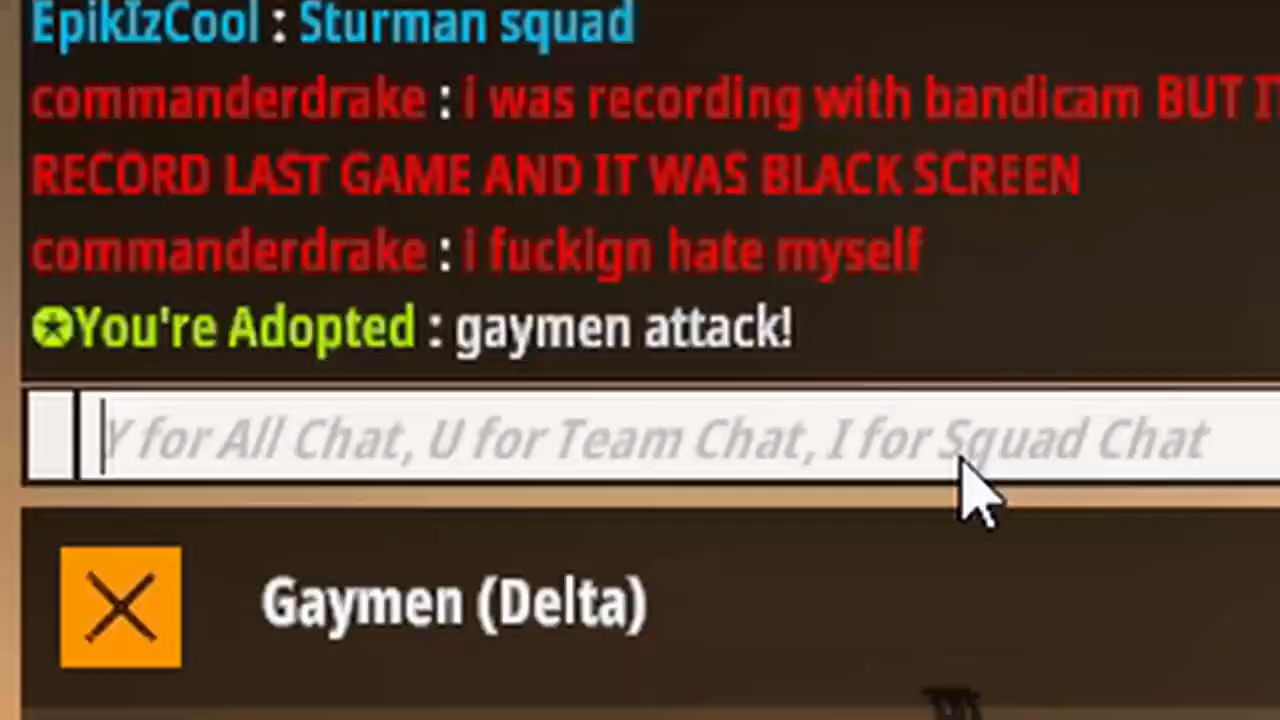 EpikIzCool : Sturman squad
commanderdrake : i was recording with bandicam BUT
RECORD LAST GAME AND IT WAS BLACK SCREEN
commanderdrake : i fuckign hate myself
You're Adopted : gaymen attack!
Y for All Chat, U for Team Chat, I for Squad Chat
Gaymen (Delta)